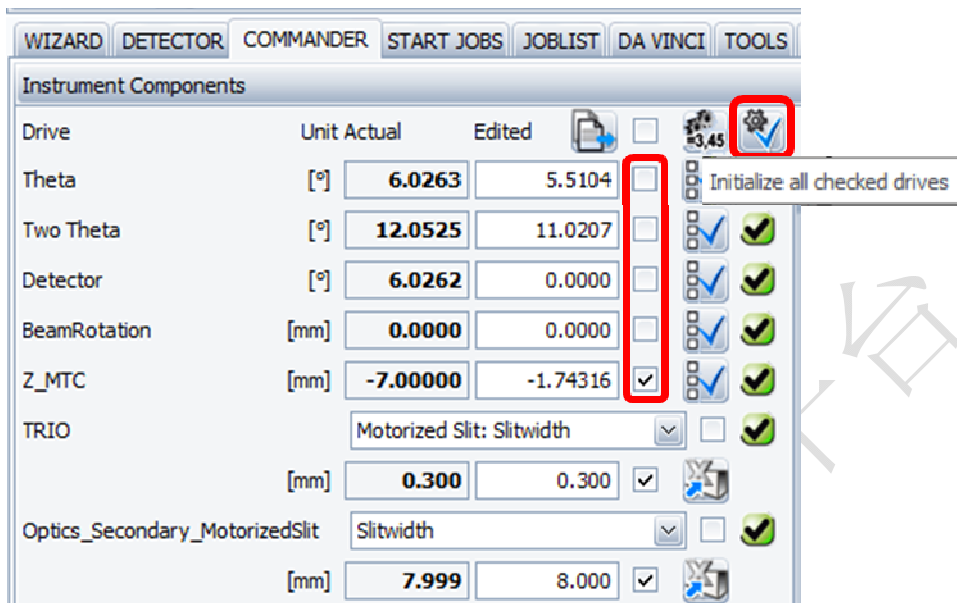 WIZARD DETECTOR COMMANDER START JOBS JOBLIST DA VINCI TOOLS
Instrument Components
Drive Unit Actual Edited =3,45
Theta [°] 6.0263 5.5104 Initialize all checked drives
Two Theta [°] 12.0525 11.0207
Detector [°] 6.0262 0.0000
BeamRotation [mm] 0.0000 0.0000
Z_MTC [mm] -7.00000 -1.74316
TRIO Motorized Slit: Slitwidth
[mm] 0.300 0.300
Optics_Secondary_MotorizedSlit Slitwidth
[mm] 7.999 8.000
台